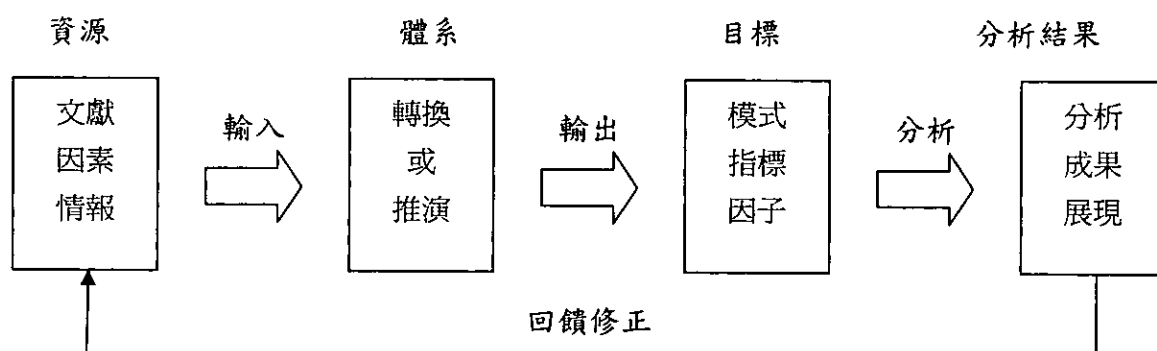 資源
體系
目標
分析結果
文獻
因素
情報
輸入
轉換
或
推演
輸出
模式
指標
因子
分析
分析
成果
展現
回饋修正